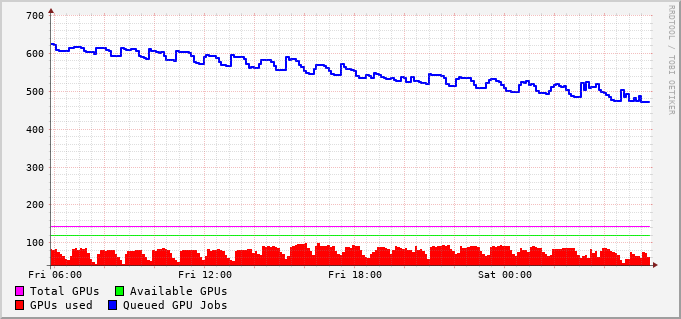 700
600
500
400
300
200
100
Fri 06:00 Fri 12:00 Fri 18:00 Sat 00:00
Total GPUs Available GPUs
GPUs used Queued GPU Jobs
RRDTOOL / TOBI OETIKER